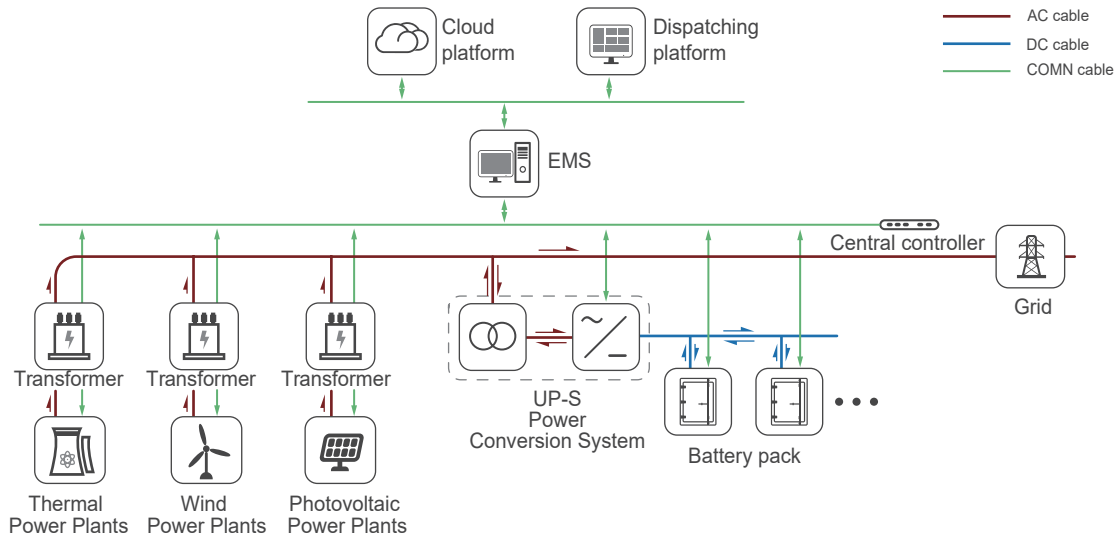 Cloud
platform
Dispatching
platform
AC cable
DC cable
COMN cable
EMS
Central controller
Grid
Transformer
Transformer
Transformer
UP-S
Power
Conversion System
Battery pack
Thermal
Power Plants
Wind
Power Plants
Photovoltaic
Power Plants